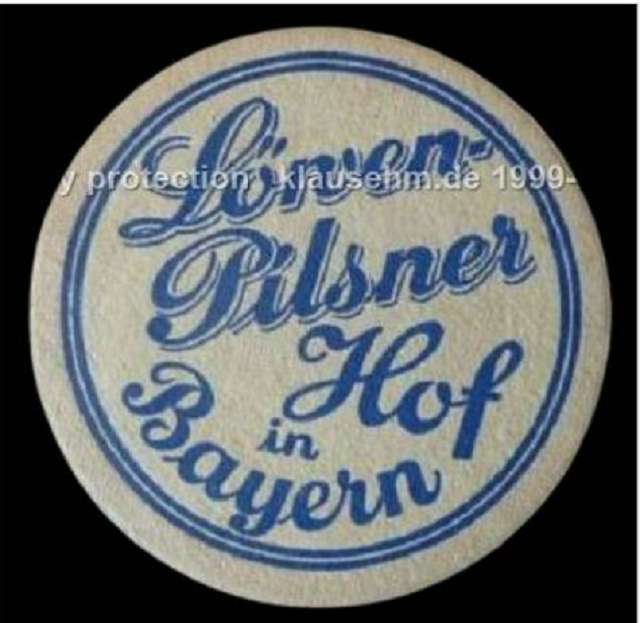 Löwen-
y protection klausehm.de 1999-
Pilsner
Hof
in
Bayern